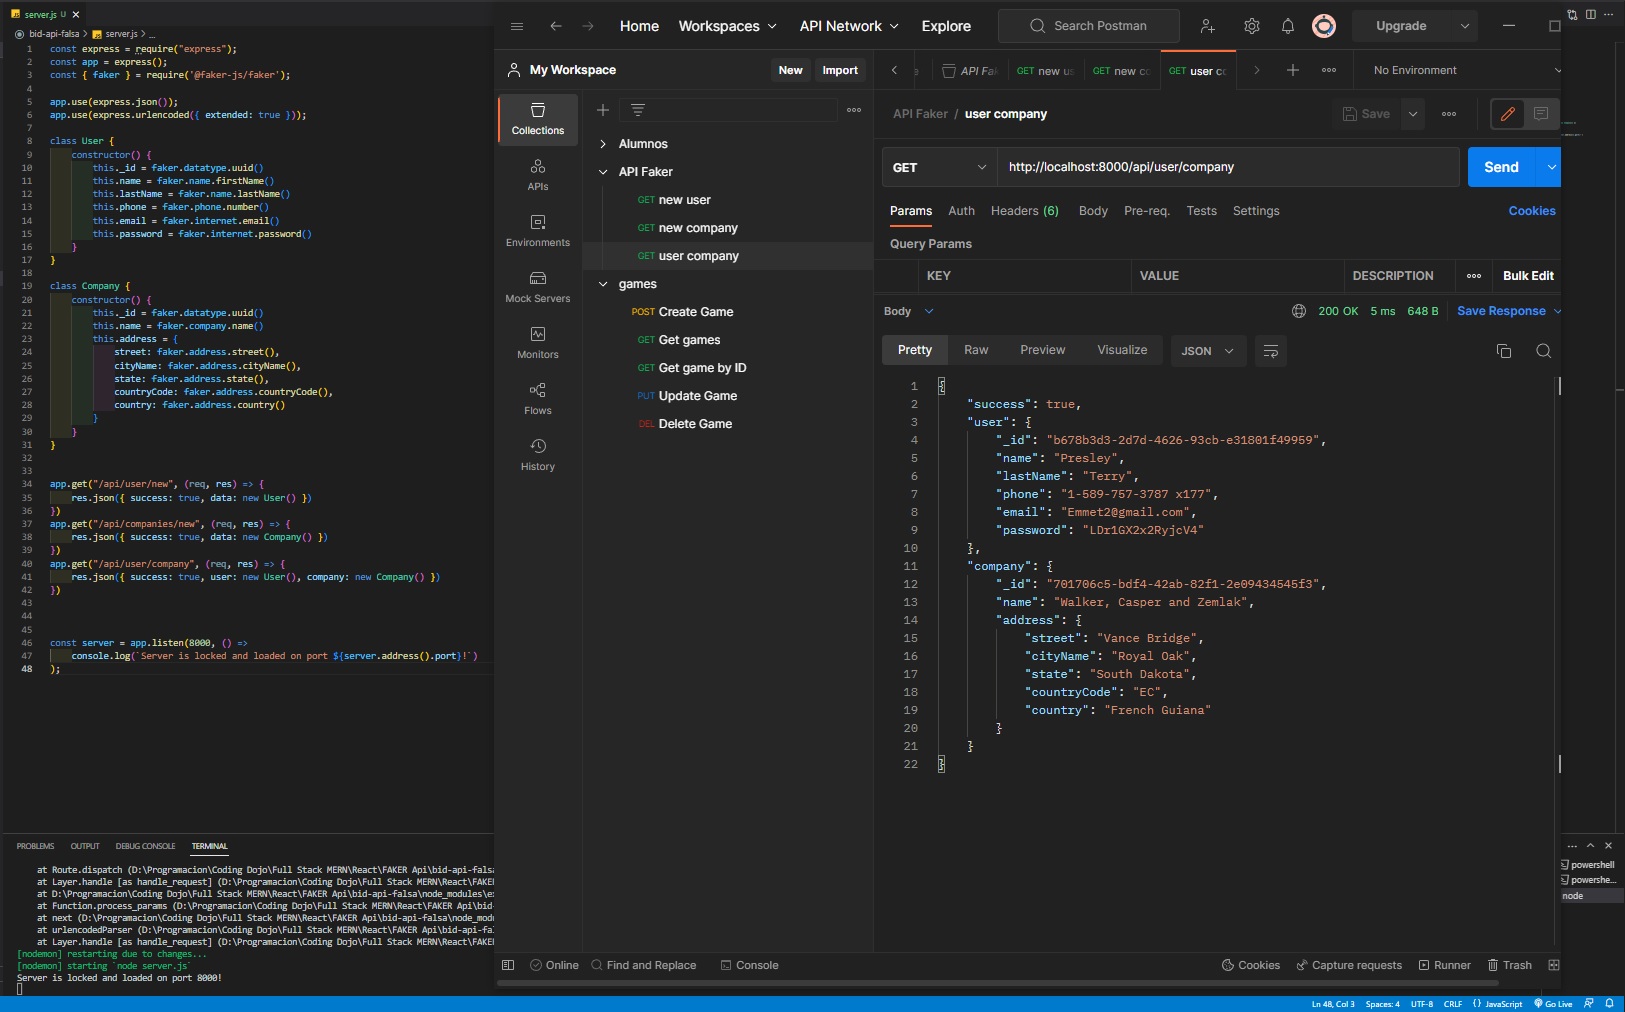 server.js U
bid-api-falsa > server.js > ...
1 const express = require("express");
2 const app = express();
3 const { faker } = require('@faker-js/faker');
4
5 app.use(express.json());
6 app.use(express.urlencoded({ extended: true }));
7
8 class User {
9 constructor() {
10 this._id = faker.datatype.uuid()
11 this.name = faker.name.firstName()
12 this.lastName = faker.name.lastName()
13 this.phone = faker.phone.number()
14 this.email = faker.internet.email()
15 this.password = faker.internet.password()
16 }
17 }
18
19 class Company {
20 constructor() {
21 this._id = faker.datatype.uuid()
22 this.name = faker.company.name()
23 this.address = {
24 street: faker.address.street(),
25 cityName: faker.address.cityName(),
26 state: faker.address.state(),
27 countryCode: faker.address.countryCode(),
28 country: faker.address.country()
29 }
30 }
31 }
32
33
34 app.get("/api/user/new", (req, res) => {
35 res.json({ success: true, data: new User() })
36 })
37 app.get("/api/companies/new", (req, res) => {
38 res.json({ success: true, data: new Company() })
39 })
40 app.get("/api/user/company", (req, res) => {
41 res.json({ success: true, user: new User(), company: new Company() })
42 })
43
44
45
46 const server = app.listen(8000, () =>
47 console.log(`Server is locked and loaded on port ${server.address().port}!`)
48 );
PROBLEMS OUTPUT DEBUG CONSOLE TERMINAL
at Route.dispatch (D:\Programacion\Coding Dojo\Full Stack MERN\React\FAKER Api\bid-api-falsa
at Layer.handle [as handle_request] (D:\Programacion\Coding Dojo\Full Stack MERN\React\FAKE
at D:\Programacion\Coding Dojo\Full Stack MERN\React\FAKER Api\bid-api-falsa\node_modules\e
at Function.process_params (D:\Programacion\Coding Dojo\Full Stack MERN\React\FAKER Api\bid
at next (D:\Programacion\Coding Dojo\Full Stack MERN\React\FAKER Api\bid-api-falsa\node_mod
at urlencodedParser (D:\Programacion\Coding Dojo\Full Stack MERN\React\FAKER Api\bid-api-fa
at Layer.handle [as handle_request] (D:\Programacion\Coding Dojo\Full Stack MERN\React\FAKE
[nodemon] restarting due to changes...
[nodemon] starting `node server.js`
Server is locked and loaded on port 8000!
Home Workspaces API Network Explore Search Postman Upgrade
My Workspace New Import
Collections
APIs
Environments
Mock Servers
Monitors
Flows
History
Alumnos
API Faker
GET new user
GET new company
GET user company
games
POST Create Game
GET Get games
GET Get game by ID
PUT Update Game
DEL Delete Game
API Fa GET new u GET new c GET user c No Environment
API Faker / user company Save
GET http://localhost:8000/api/user/company Send
Params Auth Headers (6) Body Pre-req. Tests Settings Cookies
Query Params
KEY VALUE DESCRIPTION Bulk Edit
Body 200 OK 5 ms 648 B Save Response
Pretty Raw Preview Visualize JSON
1 {
2 "success": true,
3 "user": {
4 "_id": "b678b3d3-2d7d-4626-93cb-e31801f49959",
5 "name": "Presley",
6 "lastName": "Terry",
7 "phone": "1-589-757-3787 x177",
8 "email": "Emmet2@gmail.com",
9 "password": "LDr1GX2x2RyjcV4"
10 },
11 "company": {
12 "_id": "701706c5-bdf4-42ab-82f1-2e09434545f3",
13 "name": "Walker, Casper and Zemlak",
14 "address": {
15 "street": "Vance Bridge",
16 "cityName": "Royal Oak",
17 "state": "South Dakota",
18 "countryCode": "EC",
19 "country": "French Guiana"
20 }
21 }
22 }
Online Find and Replace Console Cookies Capture requests Runner Trash
powershell
powershe...
node
Ln 48, Col 3 Spaces: 4 UTF-8 CRLF {} JavaScript Go Live